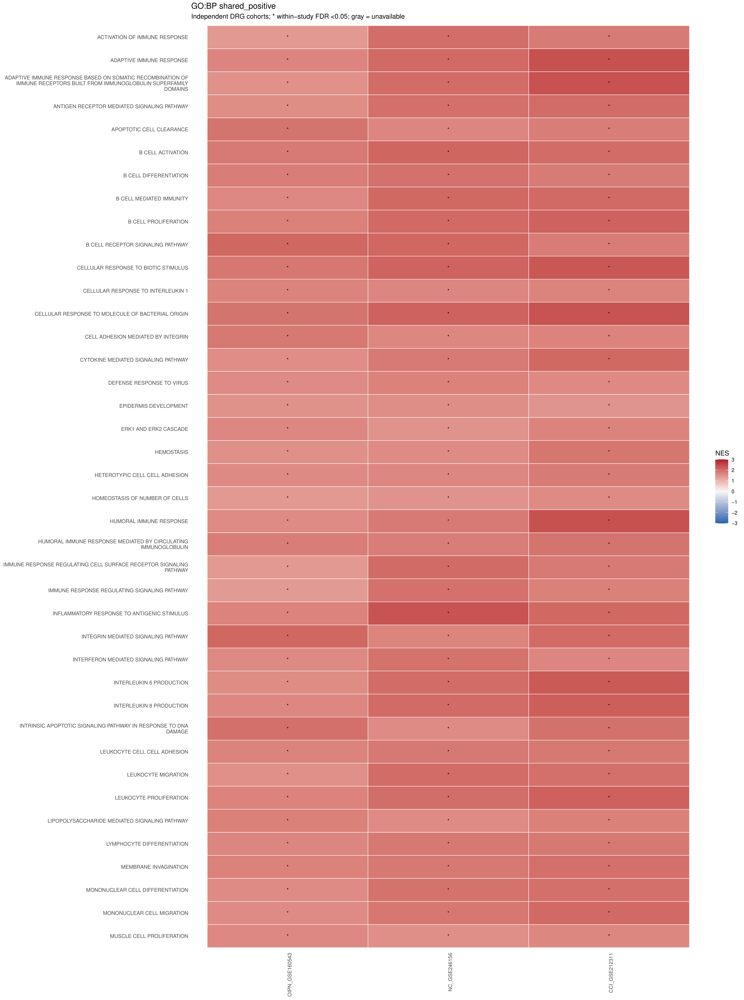 GO:BP shared_positive
Independent DRG cohorts; * within−study FDR <0.05; gray = unavailable
ACTIVATION OF IMMUNE RESPONSE * * *
ADAPTIVE IMMUNE RESPONSE * * *
ADAPTIVE IMMUNE RESPONSE BASED ON SOMATIC RECOMBINATION OF
IMMUNE RECEPTORS BUILT FROM IMMUNOGLOBULIN SUPERFAMILY
DOMAINS * * *
ANTIGEN RECEPTOR MEDIATED SIGNALING PATHWAY * * *
APOPTOTIC CELL CLEARANCE * * *
B CELL ACTIVATION * * *
B CELL DIFFERENTIATION * * *
B CELL MEDIATED IMMUNITY * * *
B CELL PROLIFERATION * * *
B CELL RECEPTOR SIGNALING PATHWAY * * *
CELLULAR RESPONSE TO BIOTIC STIMULUS * * *
CELLULAR RESPONSE TO INTERLEUKIN 1 * * *
CELLULAR RESPONSE TO MOLECULE OF BACTERIAL ORIGIN * * *
CELL ADHESION MEDIATED BY INTEGRIN * * *
CYTOKINE MEDIATED SIGNALING PATHWAY * * *
DEFENSE RESPONSE TO VIRUS * * *
EPIDERMIS DEVELOPMENT * * *
ERK1 AND ERK2 CASCADE * * *
HEMOSTASIS * * *
HETEROTYPIC CELL CELL ADHESION * * *
HOMEOSTASIS OF NUMBER OF CELLS * * *
HUMORAL IMMUNE RESPONSE * * *
HUMORAL IMMUNE RESPONSE MEDIATED BY CIRCULATING
IMMUNOGLOBULIN * * *
IMMUNE RESPONSE REGULATING CELL SURFACE RECEPTOR SIGNALING
PATHWAY * * *
IMMUNE RESPONSE REGULATING SIGNALING PATHWAY * * *
INFLAMMATORY RESPONSE TO ANTIGENIC STIMULUS * * *
INTEGRIN MEDIATED SIGNALING PATHWAY * * *
INTERFERON MEDIATED SIGNALING PATHWAY * * *
INTERLEUKIN 6 PRODUCTION * * *
INTERLEUKIN 8 PRODUCTION * * *
INTRINSIC APOPTOTIC SIGNALING PATHWAY IN RESPONSE TO DNA
DAMAGE * * *
LEUKOCYTE CELL CELL ADHESION * * *
LEUKOCYTE MIGRATION * * *
LEUKOCYTE PROLIFERATION * * *
LIPOPOLYSACCHARIDE MEDIATED SIGNALING PATHWAY * * *
LYMPHOCYTE DIFFERENTIATION * * *
MEMBRANE INVAGINATION * * *
MONONUCLEAR CELL DIFFERENTIATION * * *
MONONUCLEAR CELL MIGRATION * * *
MUSCLE CELL PROLIFERATION * * *
OIPN_GSE160543
NC_GSE246156
CCI_GSE212311
NES
3
2
1
0
−1
−2
−3